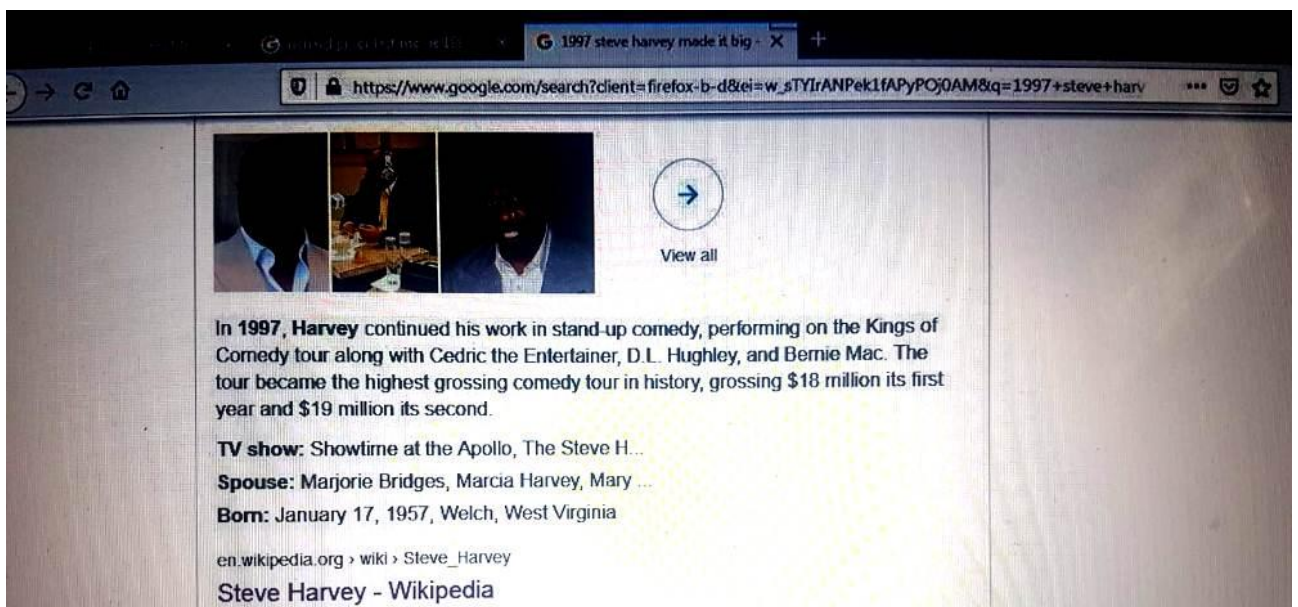 1997 steve harvey made it big -
https://www.google.com/search?client=firefox-b-d&ei=w_sTYIrANPek1fAPyPOj0AM&q=1997+steve+harv
View all
In 1997, Harvey continued his work in stand-up comedy, performing on the Kings of
Comedy tour along with Cedric the Entertainer, D.L. Hughley, and Bernie Mac. The
tour became the highest grossing comedy tour in history, grossing $18 million its first
year and $19 million its second.
TV show: Showtime at the Apollo, The Steve H...
Spouse: Marjorie Bridges, Marcia Harvey, Mary ...
Born: January 17, 1957, Welch, West Virginia
en.wikipedia.org › wiki › Steve_Harvey
Steve Harvey - Wikipedia